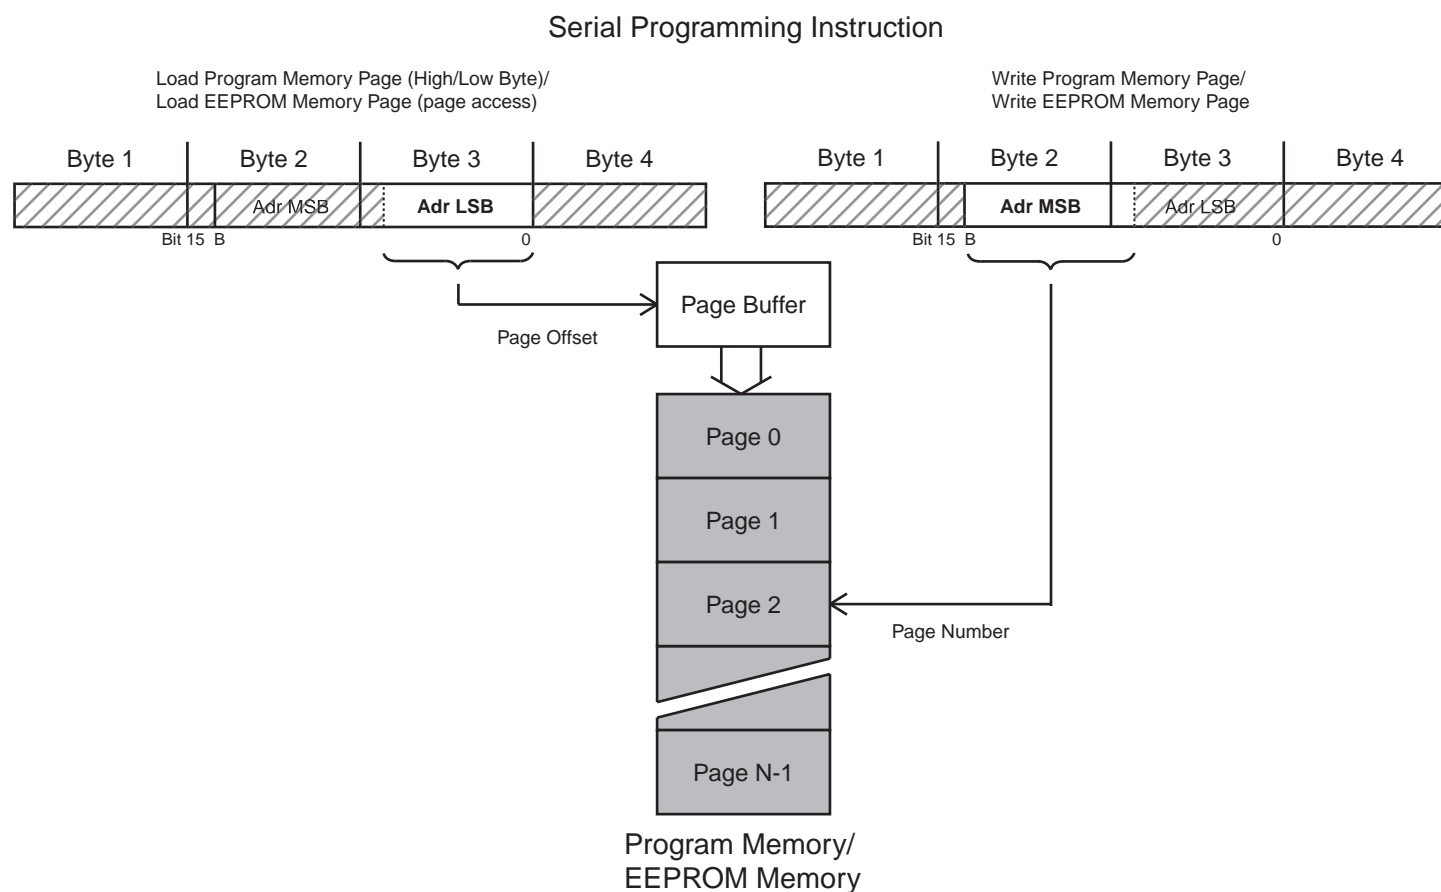 Serial Programming Instruction
Load Program Memory Page (High/Low Byte)/
Load EEPROM Memory Page (page access)
Write Program Memory Page/
Write EEPROM Memory Page
Byte 1 Byte 2 Byte 3 Byte 4
Byte 1 Byte 2 Byte 3 Byte 4
Adr MSB Adr LSB
Adr MSB Adr LSB
Bit 15 B 0
Bit 15 B 0
Page Buffer
Page Offset
Page 0
Page 1
Page 2
Page Number
Page N-1
Program Memory/
EEPROM Memory